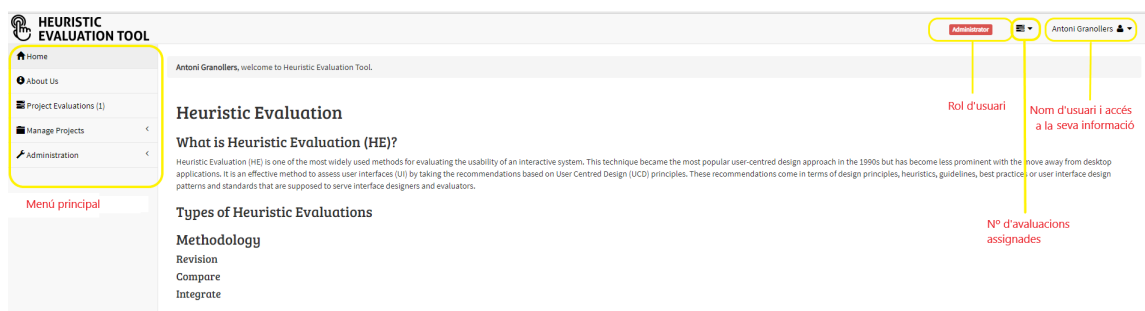 HEURISTIC
EVALUATION TOOL
Administrator
Antoni Granollers
Home
About Us
Project Evaluations (1)
Manage Projects
Administration
Menú principal
Antoni Granollers, welcome to Heuristic Evaluation Tool.
Rol d'usuari
Nom d'usuari i accés
a la seva informació
Heuristic Evaluation
What is Heuristic Evaluation (HE)?
Heuristic Evaluation (HE) is one of the most widely used methods for evaluating the usability of an interactive system. This technique became the most popular user-centred design approach in the 1990s but has become less prominent with the move away from desktop
applications. It is an effective method to assess user interfaces (UI) by taking the recommendations based on User Centred Design (UCD) principles. These recommendations come in terms of design principles, heuristics, guidelines, best practices or user interface design
patterns and standards that are supposed to serve interface designers and evaluators.
Types of Heuristic Evaluations
Nº d'avaluacions
assignades
Methodology
Revision
Compare
Integrate